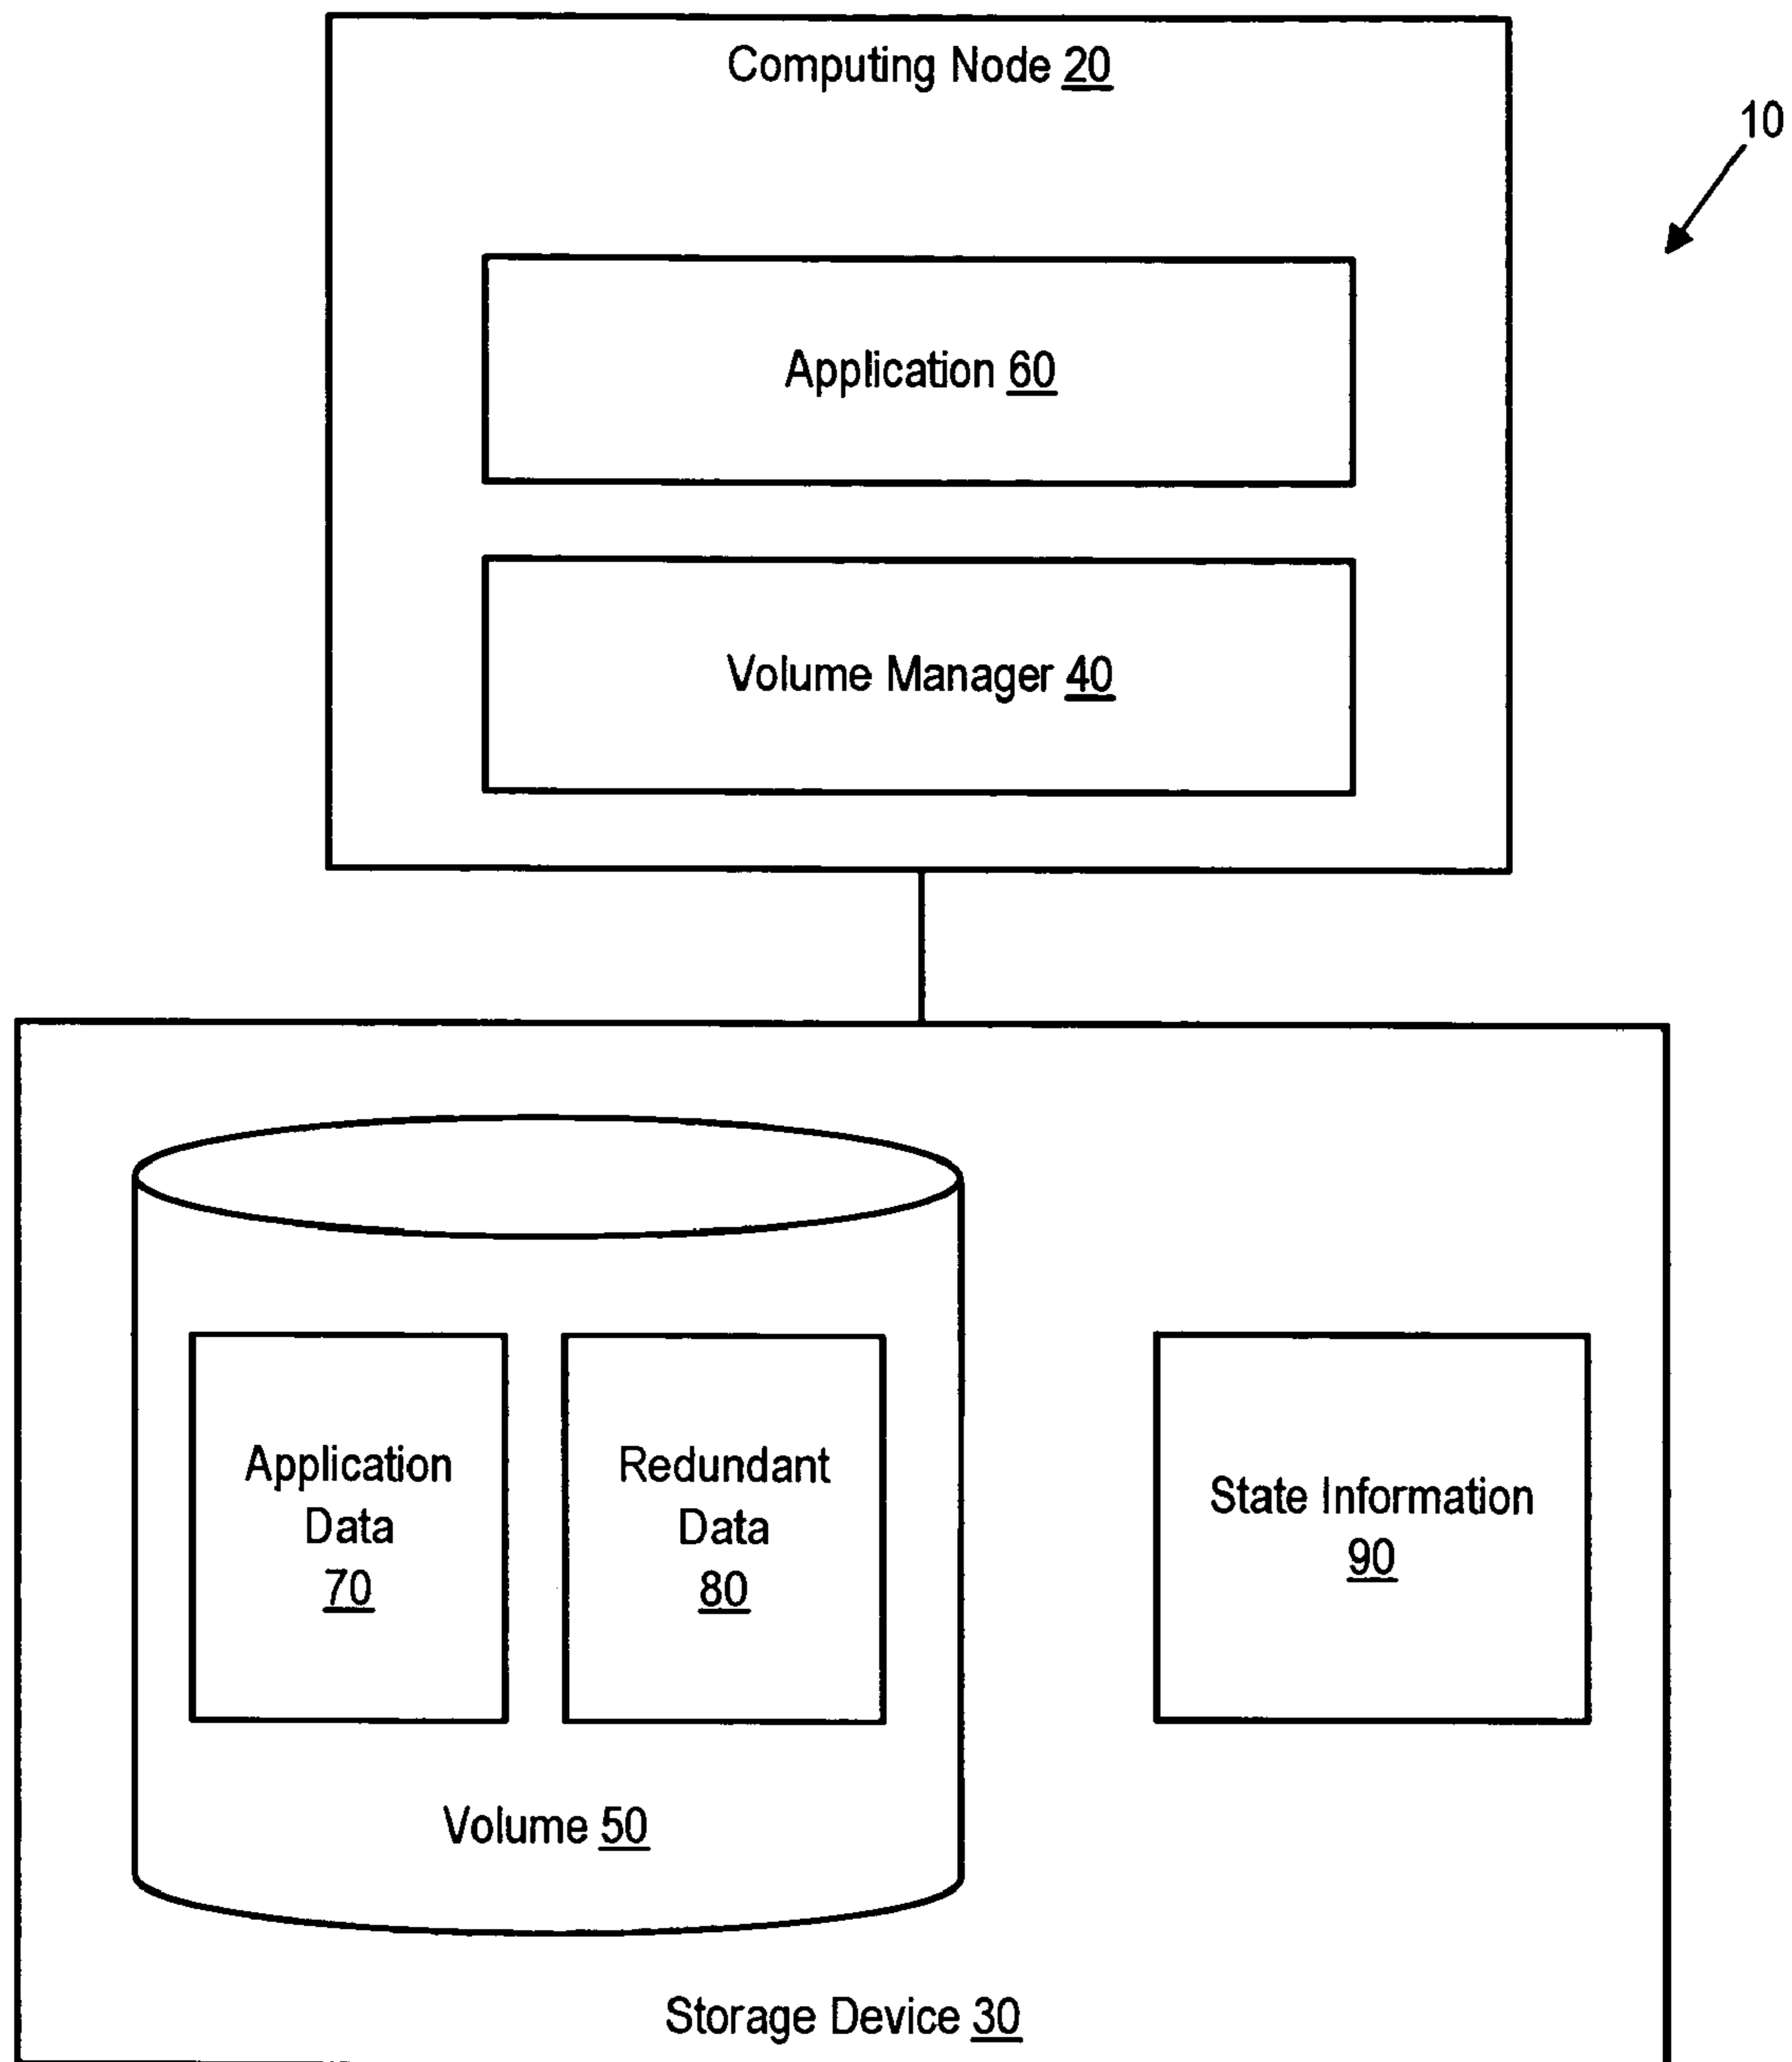 Computing Node 20
10
Application 60
Volume Manager 40
Application
Data
70
Redundant
Data
80
State Information
90
Volume 50
Storage Device 30